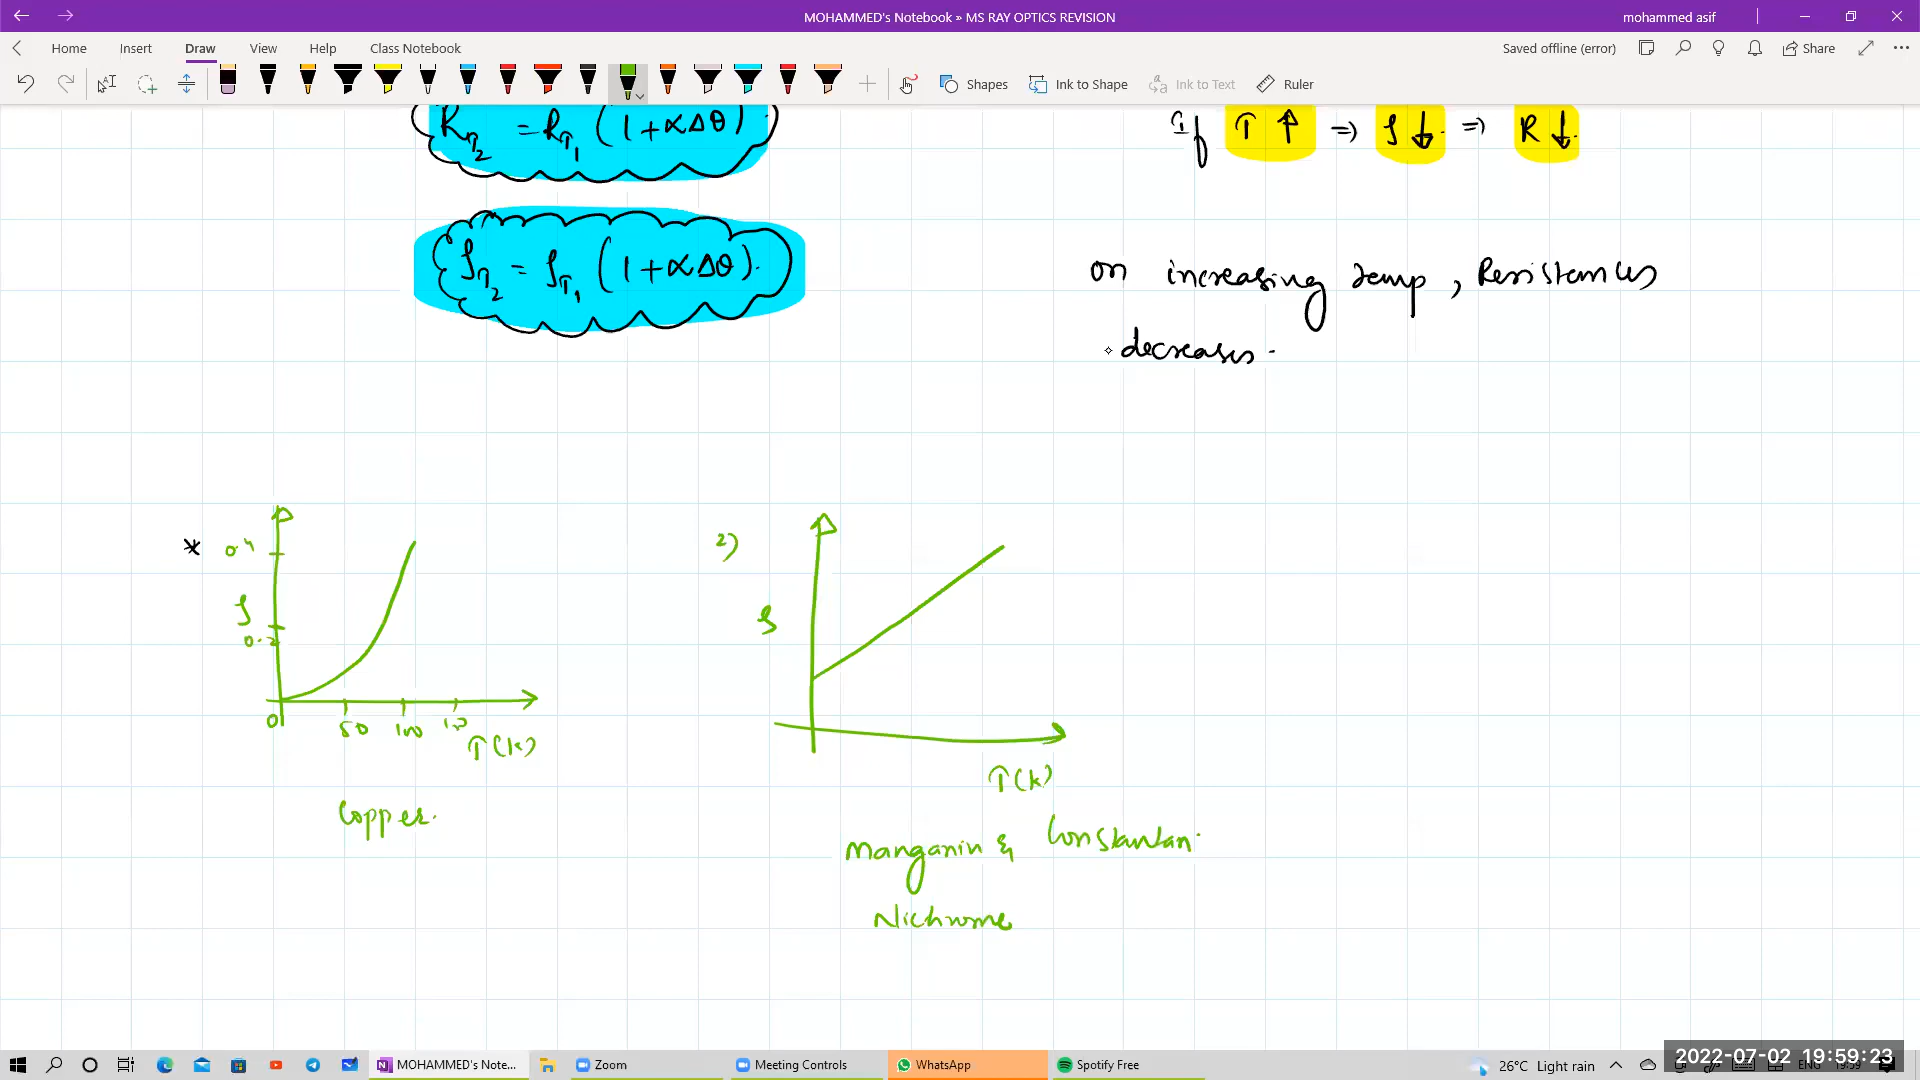 MOHAMMED's Notebook » MS RAY OPTICS REVISION
mohammed asif
Home Insert Draw View Help Class Notebook
Saved offline (error)
Share
Shapes
Ink to Shape
Ink to Text
Ruler
R_T2 = R_T1 (1 + α Δθ)
If T ↑ ⇒ ρ ↓ ⇒ R ↓
ρ_T2 = ρ_T1 (1 + α Δθ).
on increasing temp, Resistances
decreases.
* 0.4
ρ
0.2
0 50 100
T(K)
Copper.
2)
ρ
T(K)
Manganin & Constantan.
Nichrome
MOHAMMED's Note...
Zoom
Meeting Controls
WhatsApp
Spotify Free
26°C Light rain
2022-07-02 19:59:23